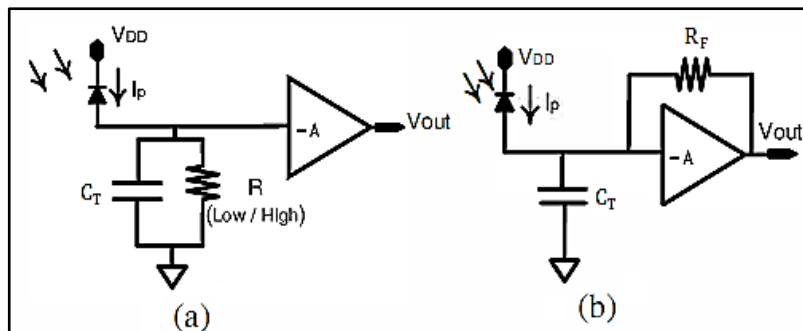 VDD
Ip
-A
Vout
CT
R
(Low / High)
(a)
RF
VDD
Ip
-A
Vout
CT
(b)